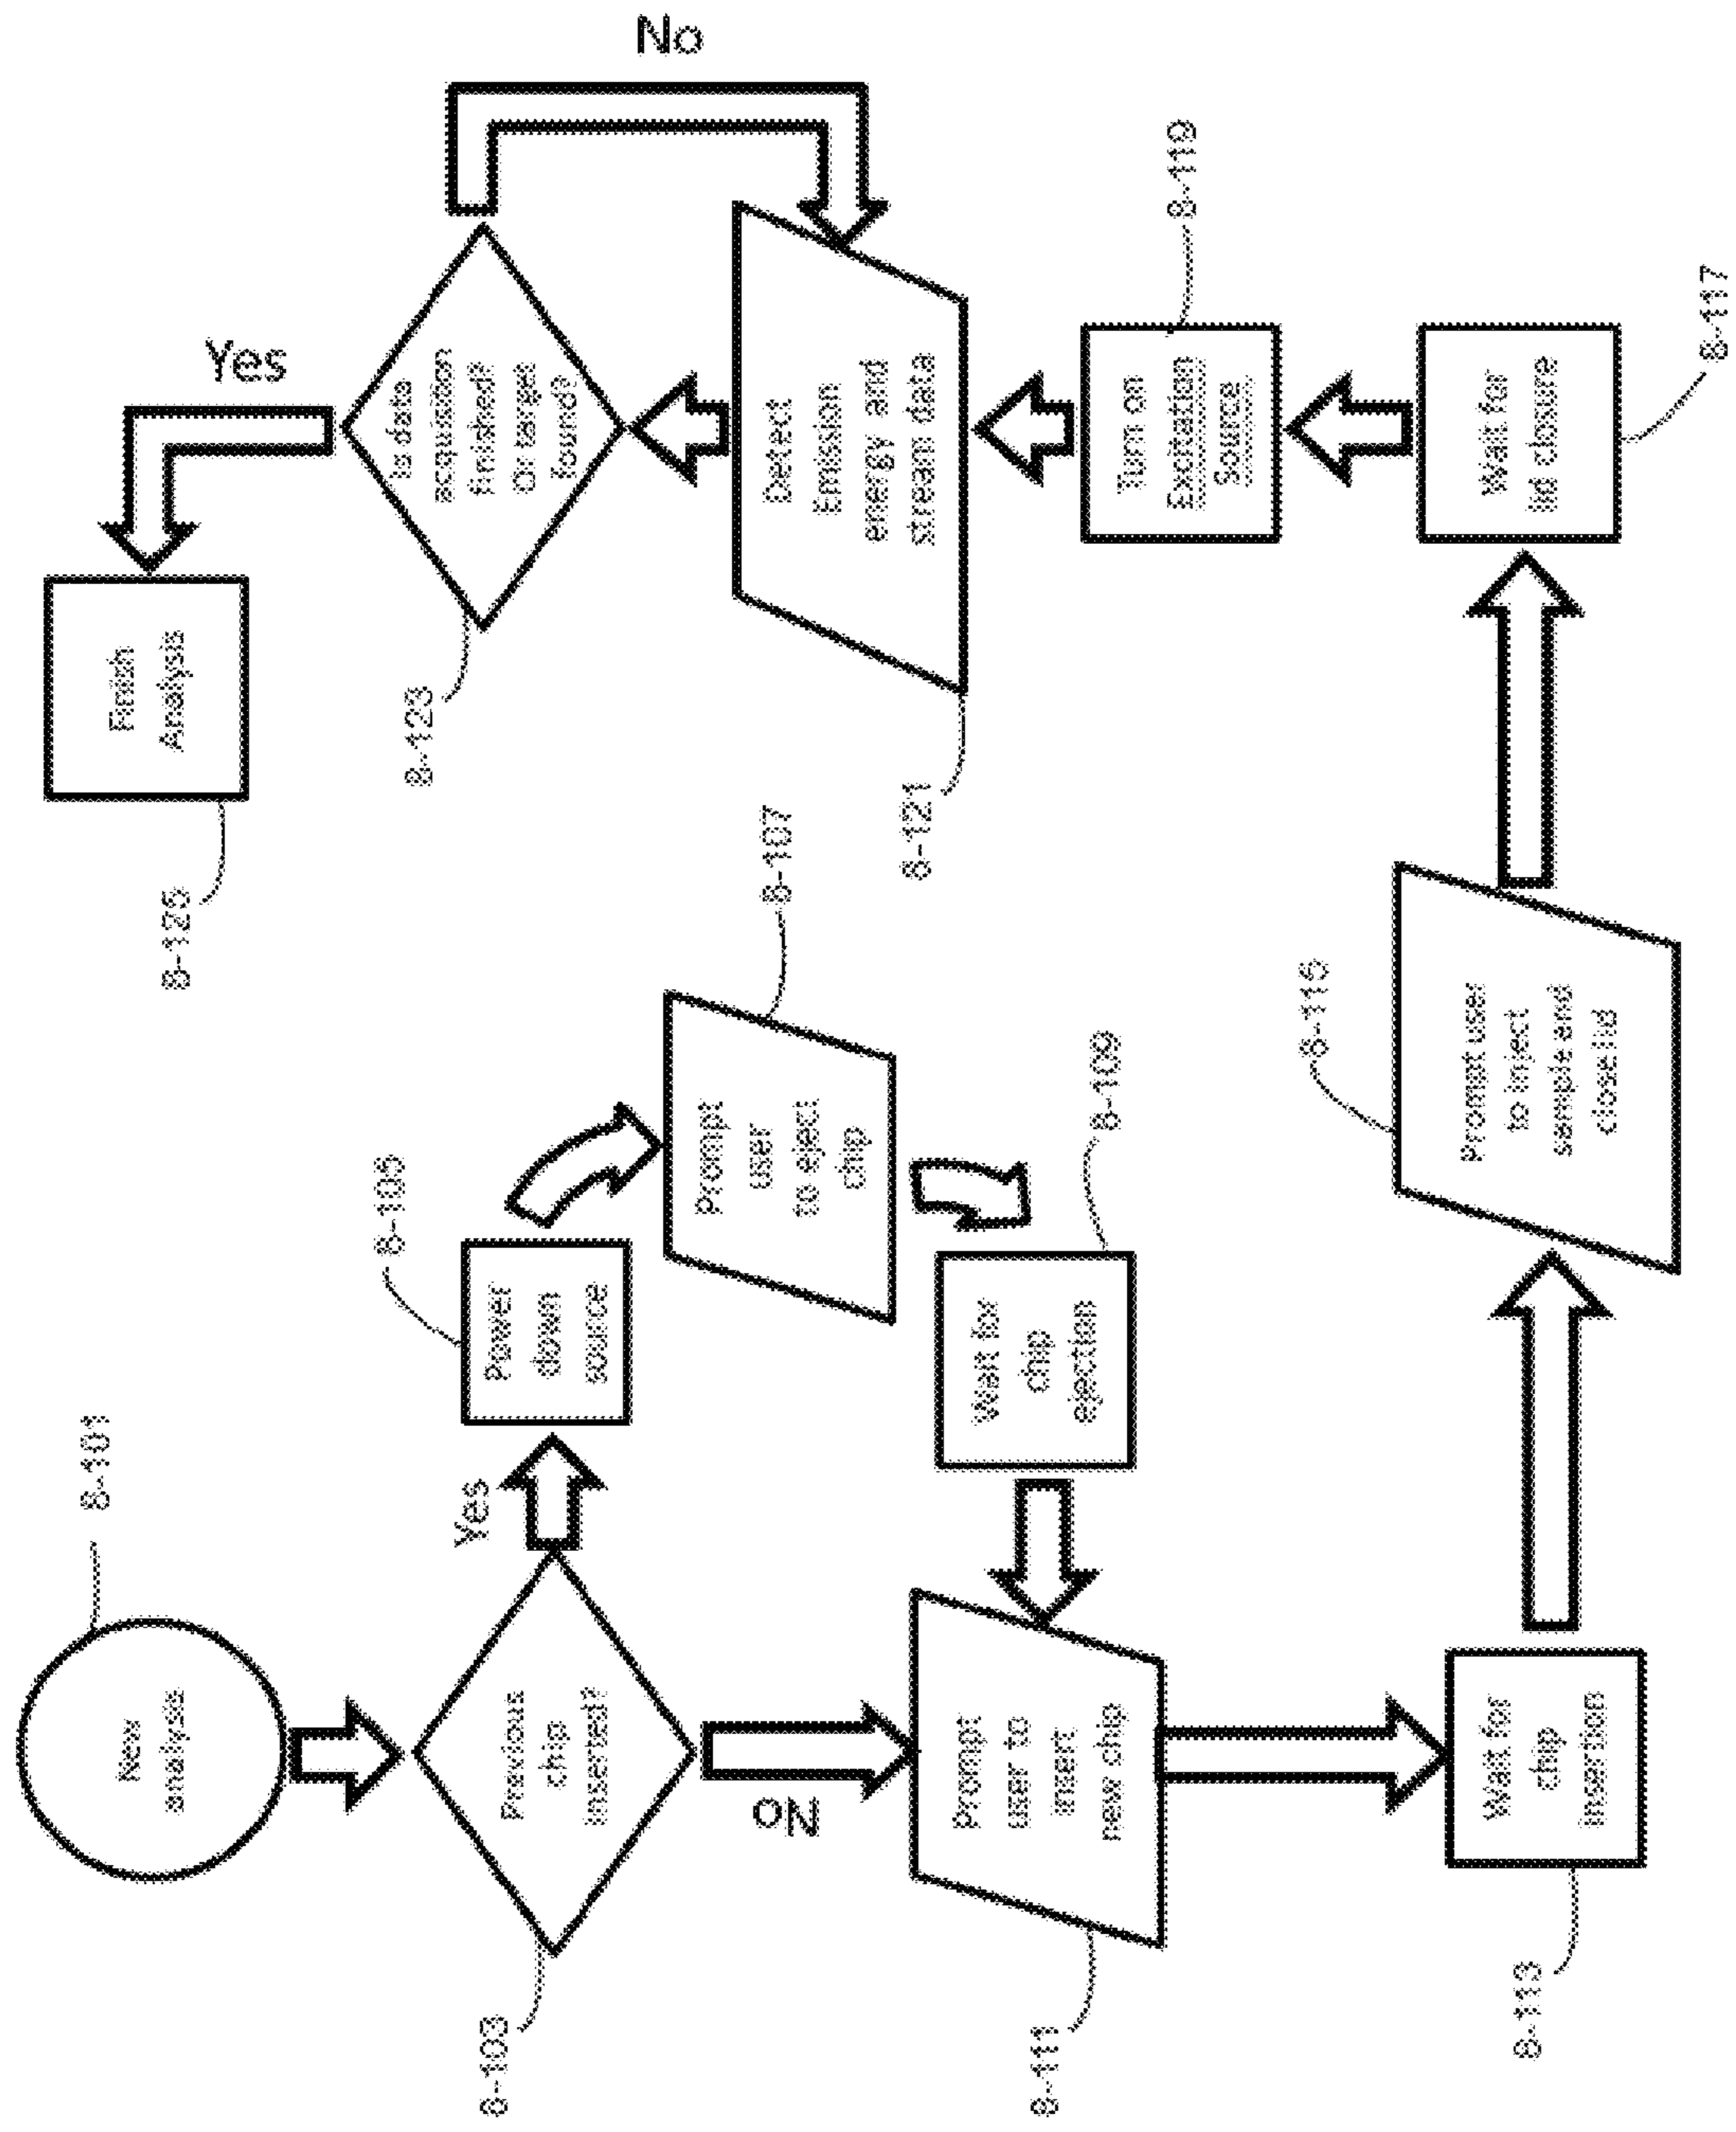 8-101
New
analysis
8-103
Previous
chip
inserted?
Yes
No
8-105
Power
down
source
8-107
Prompt
user
to eject
chip
8-109
Wait for
chip
ejection
8-111
Prompt
user to
insert
new chip
8-113
Wait for
chip
insertion
8-115
Prompt user
to inject
sample and
close lid
8-117
Wait for
lid closure
8-119
Turn on
Excitation
Source
8-121
Detect
Emission
energy and
stream data
8-123
Is data
acquisition
finished?
Or target
found?
No
Yes
8-125
Finish
Analysis